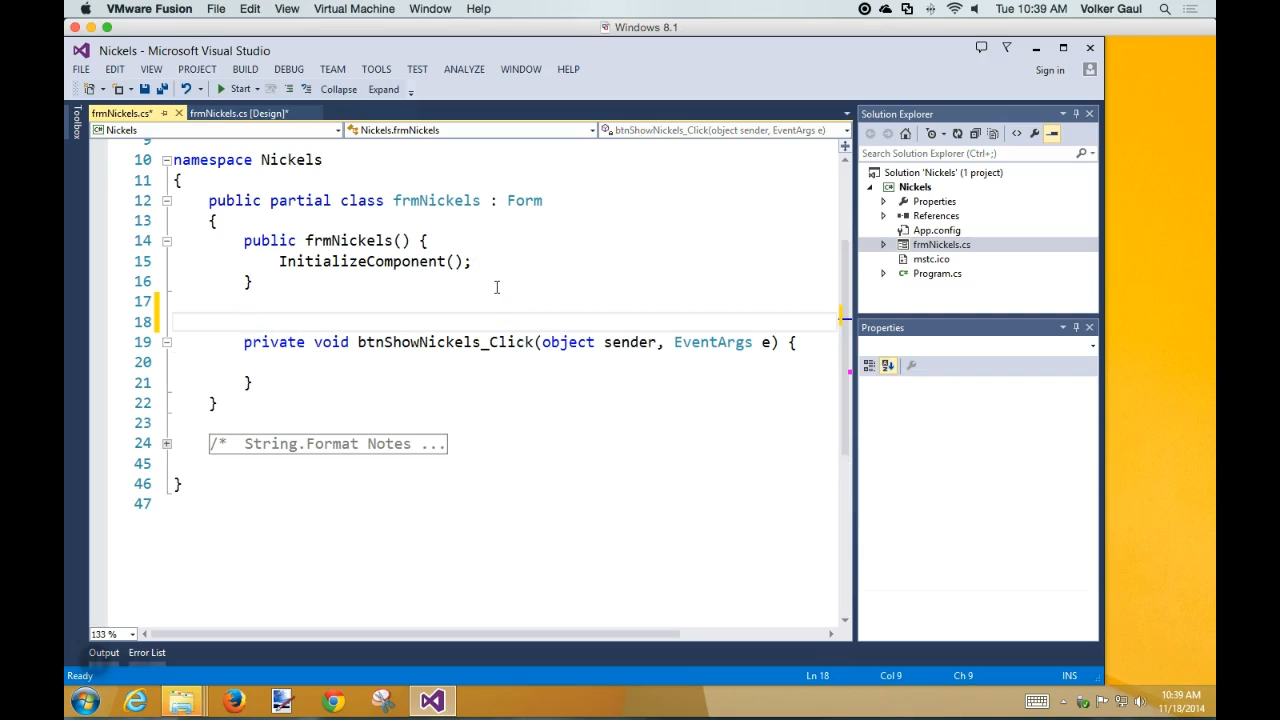 VMware Fusion File Edit View Virtual Machine Window Help Tue 10:39 AM Volker Gaul
Windows 8.1
Nickels - Microsoft Visual Studio
FILE EDIT VIEW PROJECT BUILD DEBUG TEAM TOOLS TEST ANALYZE WINDOW HELP Sign in
Start Collapse Expand
frmNickels.cs* frmNickels.cs [Design]*
Nickels Nickels.frmNickels btnShowNickels_Click(object sender, EventArgs e)
9
10 namespace Nickels
11 {
12 public partial class frmNickels : Form
13 {
14 public frmNickels() {
15 InitializeComponent();
16 }
17
18
19 private void btnShowNickels_Click(object sender, EventArgs e) {
20
21 }
22 }
23
24 /* String.Format Notes ...
45
46 }
47
133 %
Toolbox
Solution Explorer
Search Solution Explorer (Ctrl+;)
Solution 'Nickels' (1 project)
Nickels
Properties
References
App.config
frmNickels.cs
mstc.ico
Program.cs
Properties
Output Error List
Ready Ln 18 Col 9 Ch 9 INS
10:39 AM
11/18/2014